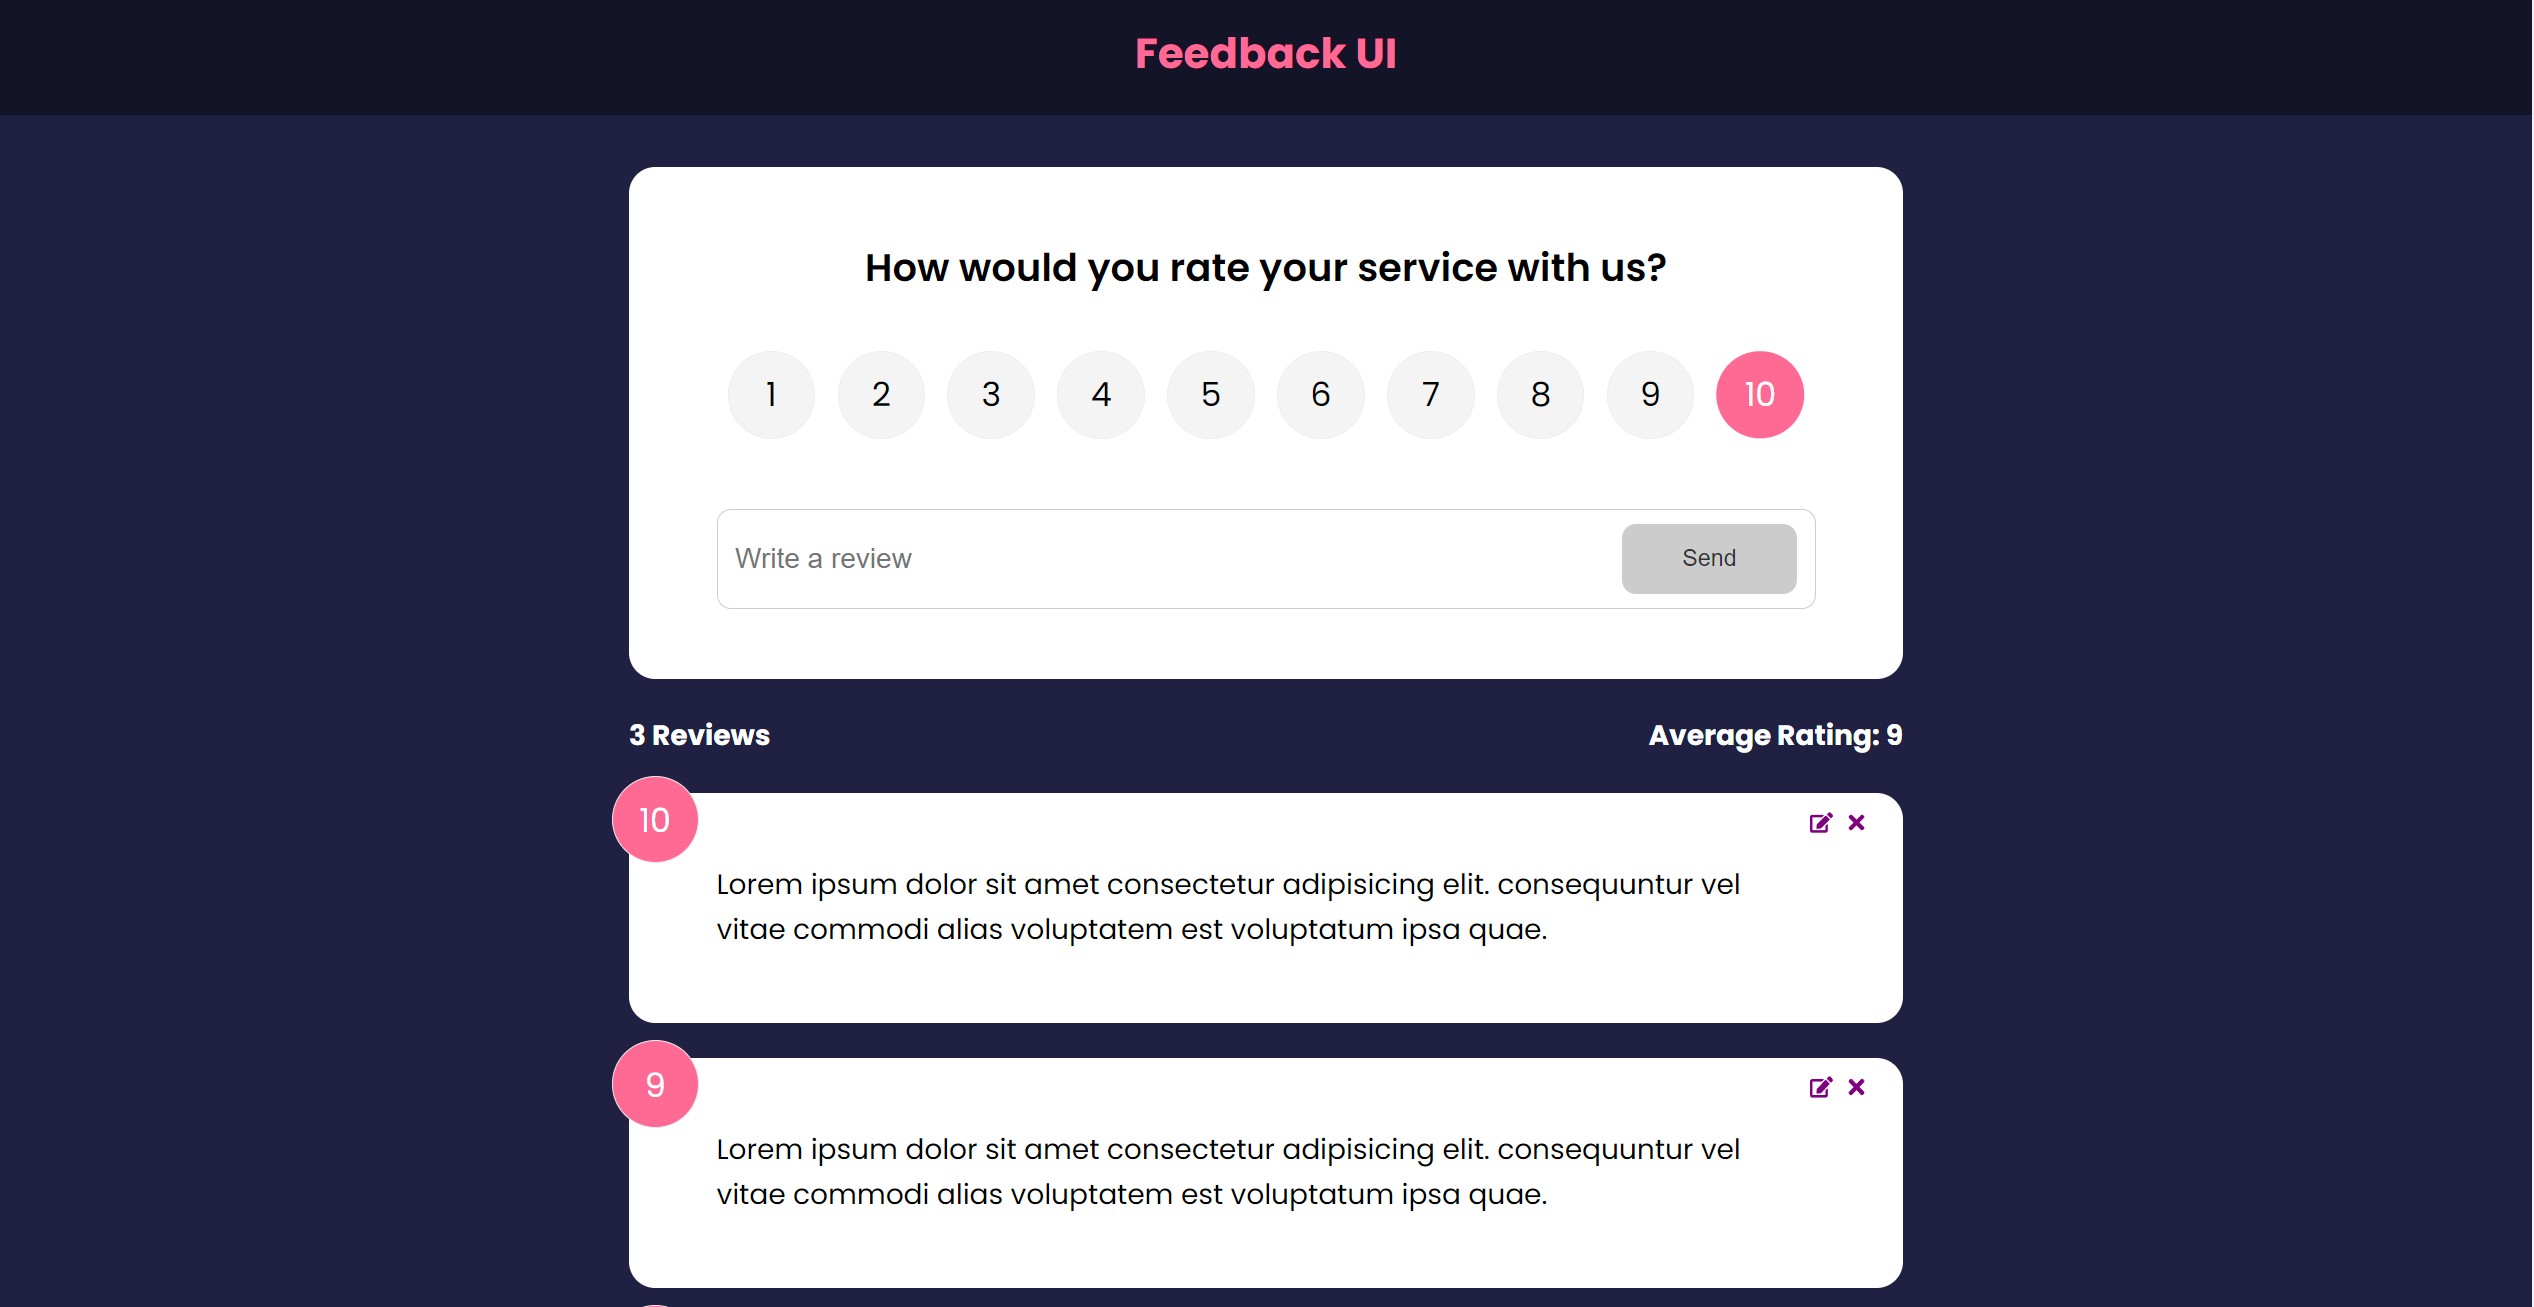 Feedback UI
How would you rate your service with us?
1 2 3 4 5 6 7 8 9 10
Write a review Send
3 Reviews Average Rating: 9
10
Lorem ipsum dolor sit amet consectetur adipisicing elit. consequuntur vel
vitae commodi alias voluptatem est voluptatum ipsa quae.
9
Lorem ipsum dolor sit amet consectetur adipisicing elit. consequuntur vel
vitae commodi alias voluptatem est voluptatum ipsa quae.